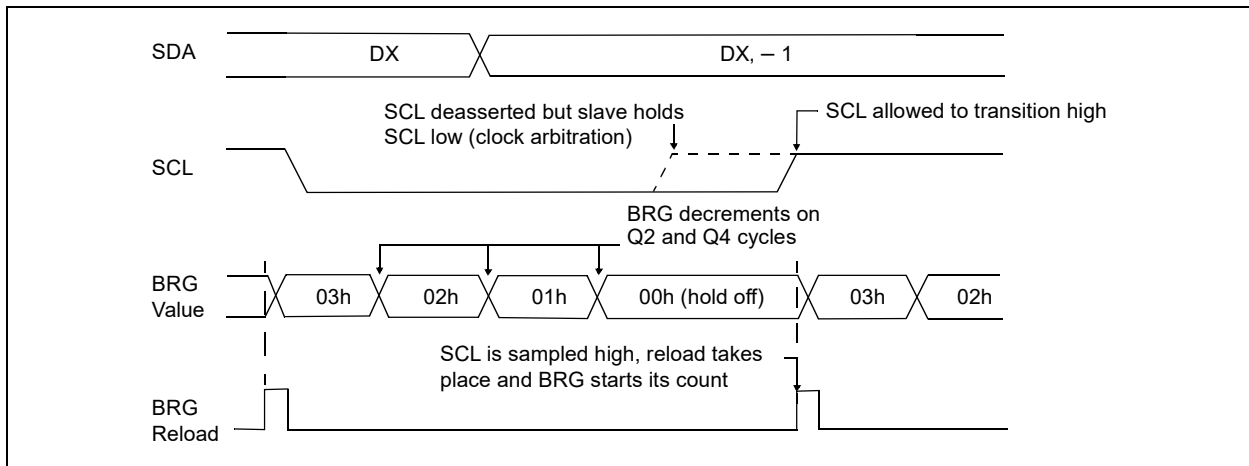 SDA
DX
DX, – 1
SCL deasserted but slave holds
SCL low (clock arbitration)
SCL allowed to transition high
SCL
BRG decrements on
Q2 and Q4 cycles
BRG
Value
03h
02h
01h
00h (hold off)
03h
02h
SCL is sampled high, reload takes
place and BRG starts its count
BRG
Reload